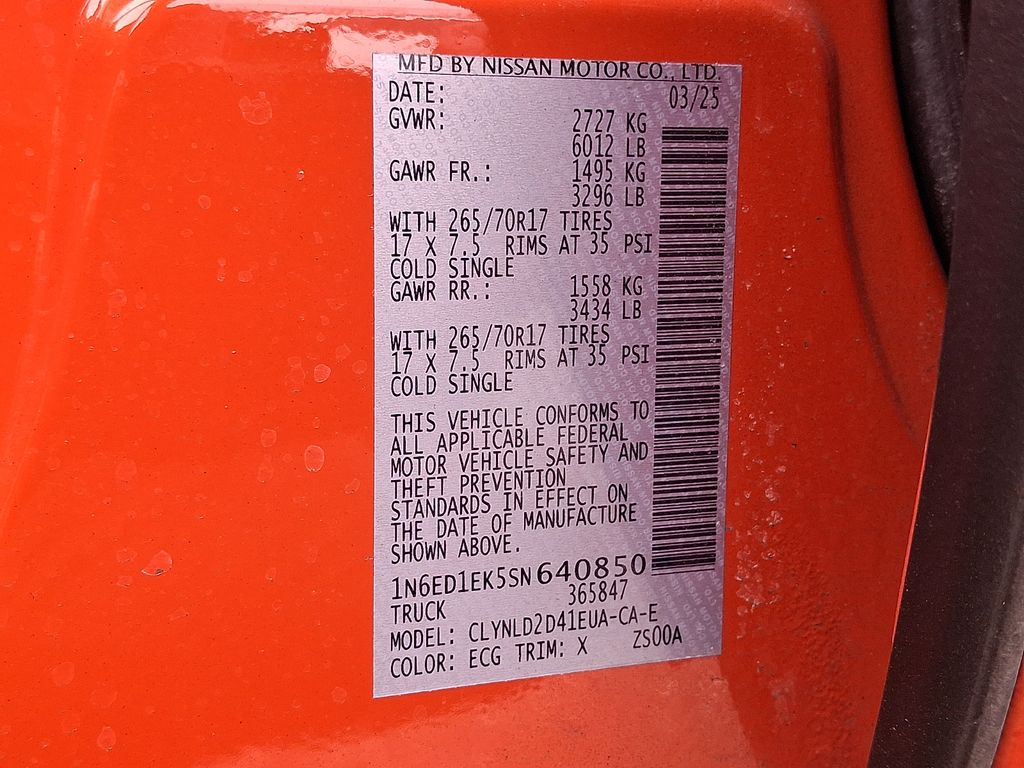 MFD BY NISSAN MOTOR CO., LTD.
DATE: 03/25
GVWR: 2727 KG
6012 LB
GAWR FR.: 1495 KG
3296 LB
WITH 265/70R17 TIRES
17 X 7.5 RIMS AT 35 PSI
COLD SINGLE
GAWR RR.: 1558 KG
3434 LB
WITH 265/70R17 TIRES
17 X 7.5 RIMS AT 35 PSI
COLD SINGLE
THIS VEHICLE CONFORMS TO
ALL APPLICABLE FEDERAL
MOTOR VEHICLE SAFETY AND
THEFT PREVENTION
STANDARDS IN EFFECT ON
THE DATE OF MANUFACTURE
SHOWN ABOVE.
1N6ED1EK5SN640850
TRUCK 365847
MODEL: CLYNLD2D41EUA-CA-E
COLOR: ECG TRIM: X ZS00A